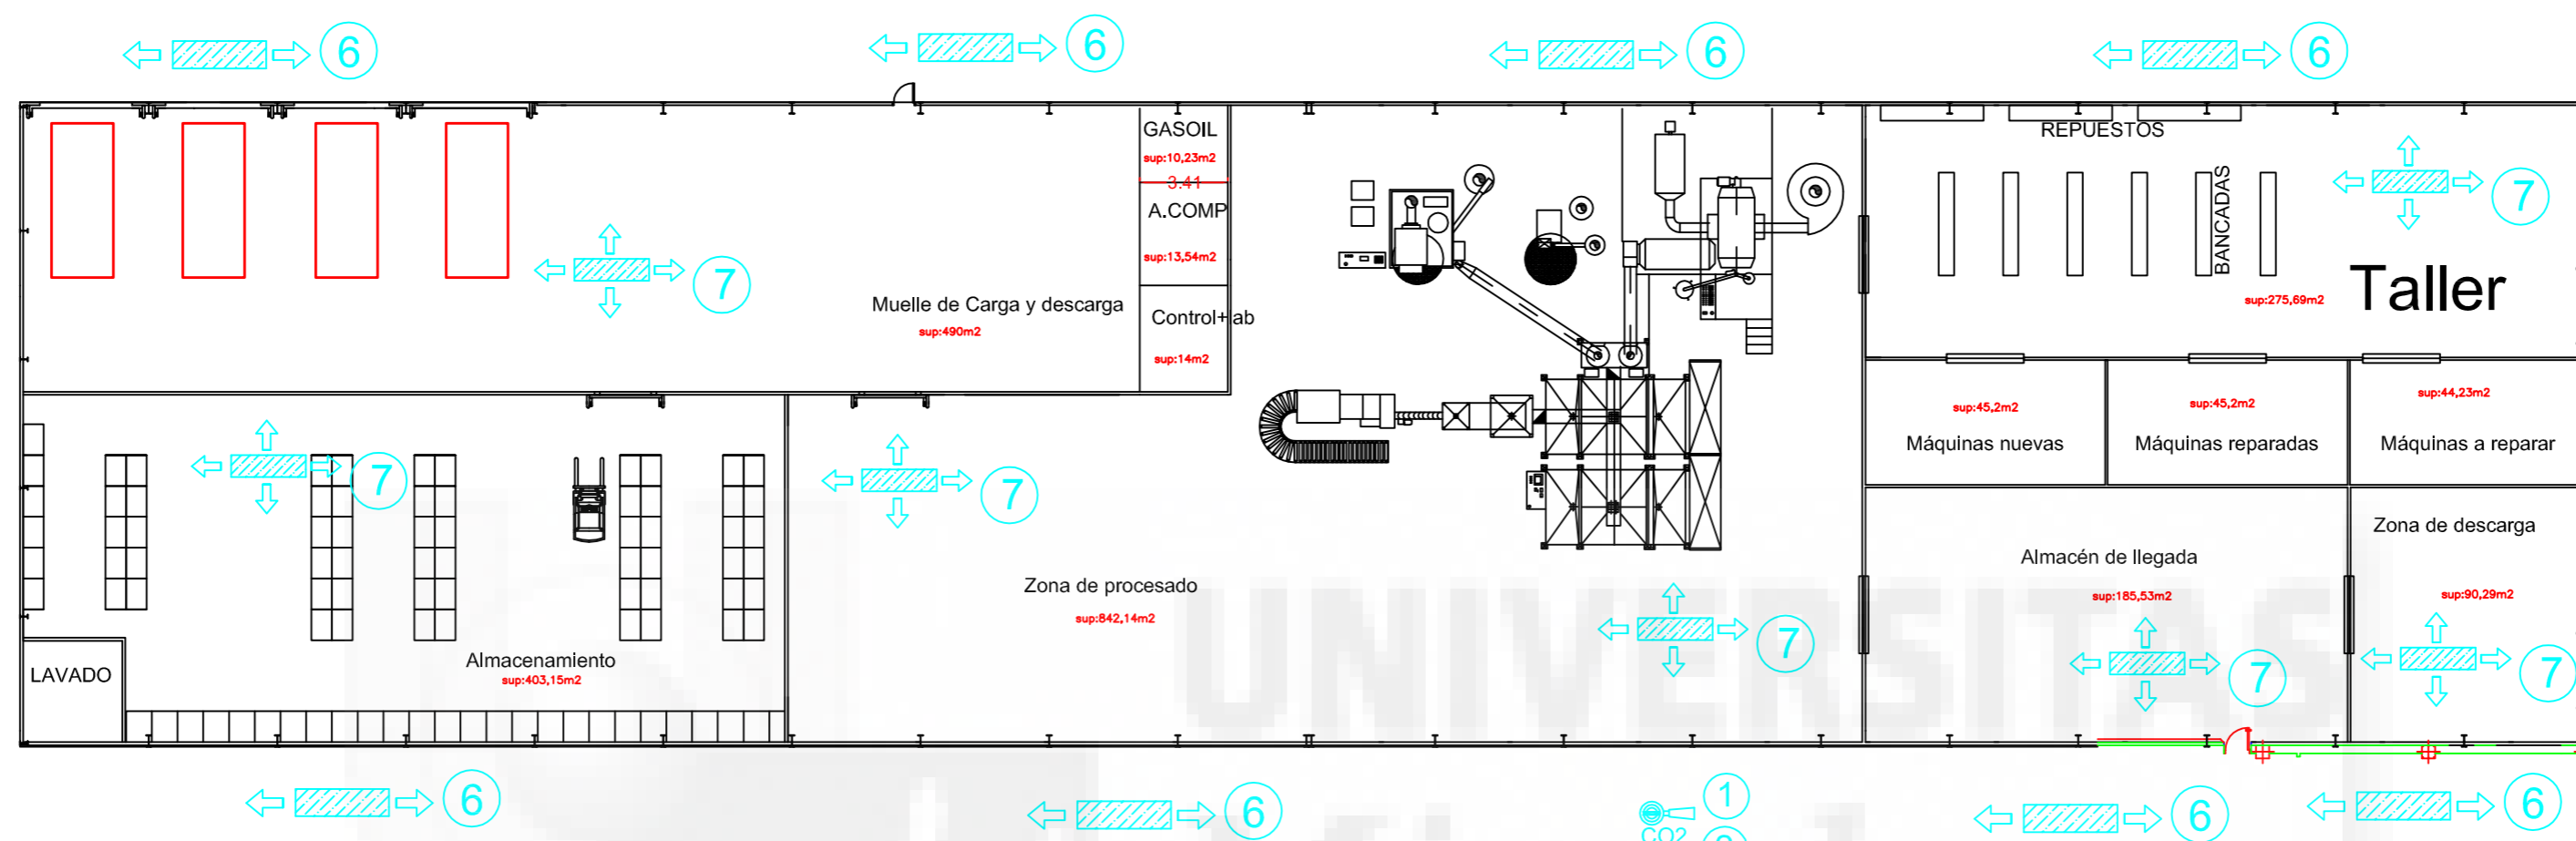 6
6
6
6
GASOIL
sup:10,23m2
3.41
A.COMP
sup:13,54m2
Control+lab
sup:14m2
Muelle de Carga y descarga
sup:490m2
7
REPUESTOS
BANCADAS
7
sup:275,69m2
Taller
sup:45,2m2
Máquinas nuevas
sup:45,2m2
Máquinas reparadas
sup:44,23m2
Máquinas a reparar
7
7
Zona de procesado
sup:842,14m2
7
Almacén de llegada
sup:185,53m2
7
Zona de descarga
sup:90,29m2
7
LAVADO
Almacenamiento
sup:403,15m2
UNIVERSITAS
6
6
1
CO2
6
6